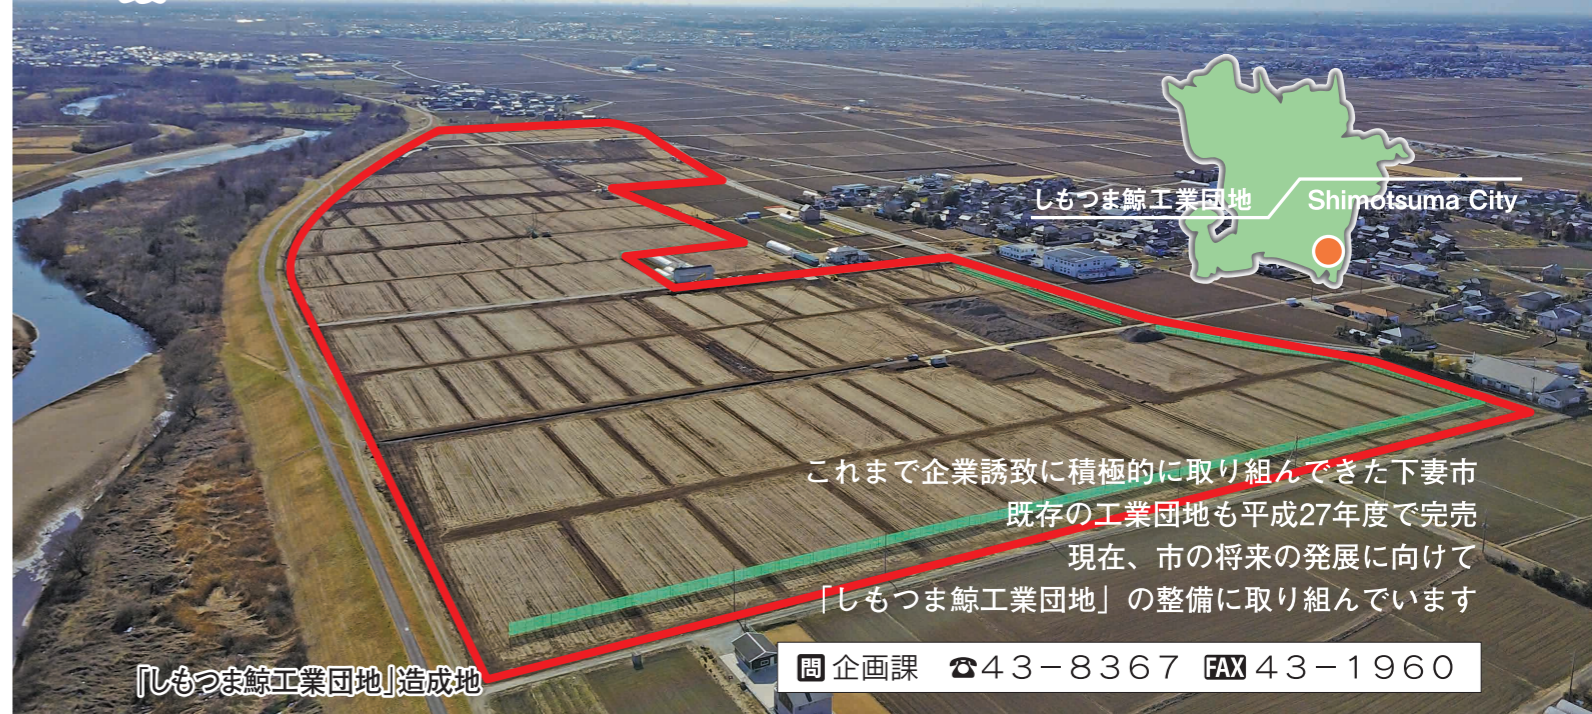 しもつま鯨工業団地
Shimotsuma City
これまで企業誘致に積極的に取り組んできた下妻市
既存の工業団地も平成27年度で完売
現在、市の将来の発展に向けて
「しもつま鯨工業団地」の整備に取り組んでいます
「しもつま鯨工業団地」造成地
問 企画課 ☎43－8367 FAX 43－1960